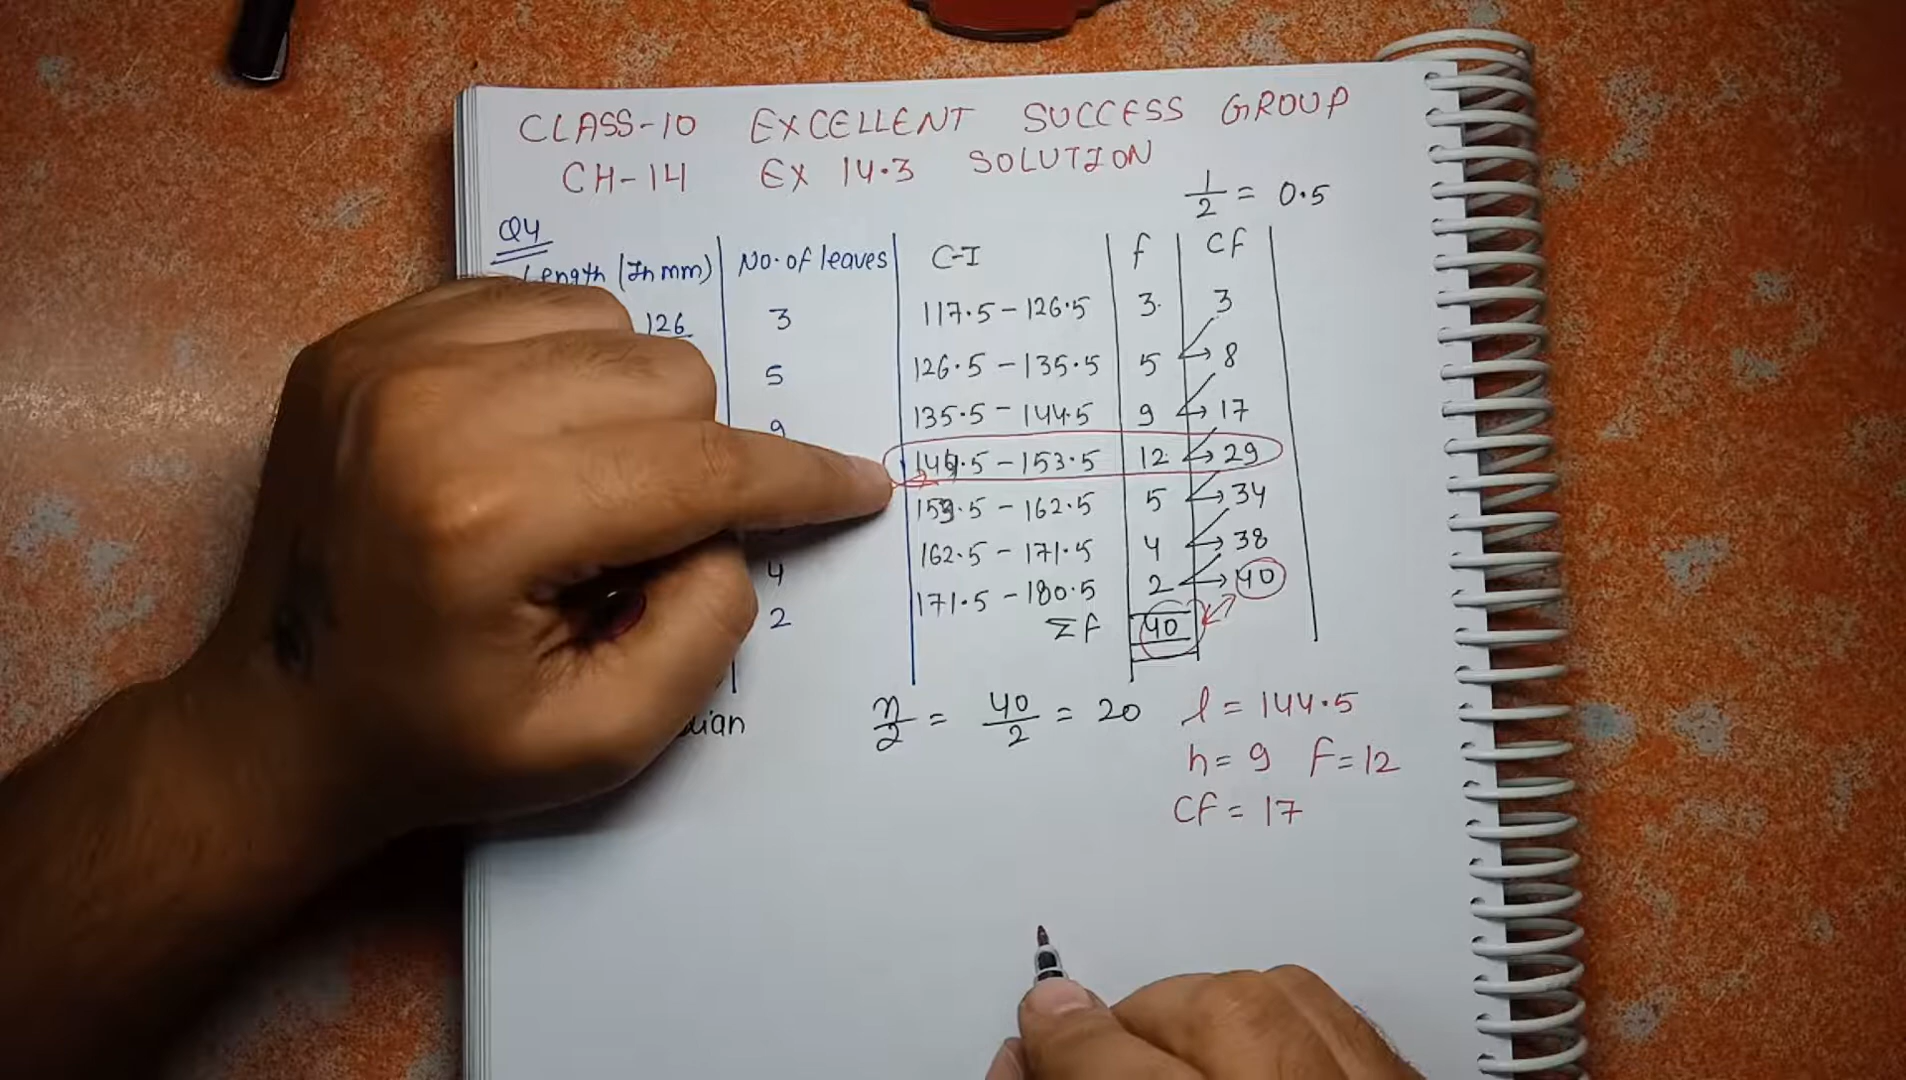 CLASS-10 EXCELLENT SUCCESS GROUP
CH-14 EX 14.3 SOLUTION
1/2 = 0.5
Q4
Length (In mm) No. of leaves C-I f Cf
126 3 117.5 - 126.5 3 3
5 126.5 - 135.5 5 8
9 135.5 - 144.5 9 17
144.5 - 153.5 12 29
153.5 - 162.5 5 34
4 162.5 - 171.5 4 38
2 171.5 - 180.5 2 40
Σf 40
n/2 = 40/2 = 20 l = 144.5
h = 9 F = 12
CF = 17